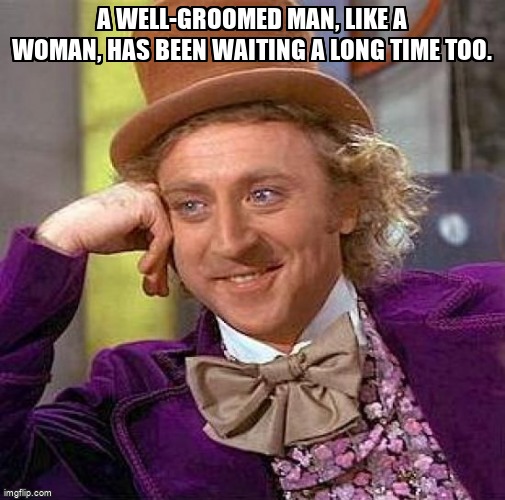 A WELL-GROOMED MAN, LIKE A
WOMAN, HAS BEEN WAITING A LONG TIME TOO.
imgflip.com